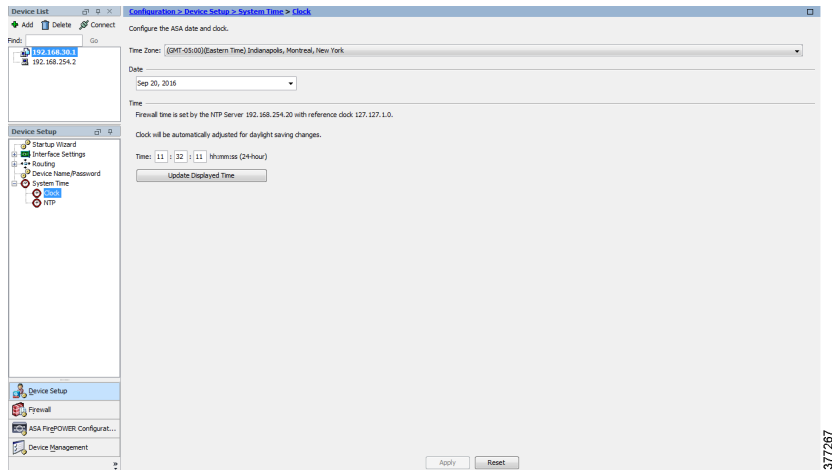 Device List
Add Delete Connect
Find: Go
192.168.30.1
192.168.254.2
Device Setup
Startup Wizard
Interface Settings
Routing
Device Name/Password
System Time
Clock
NTP
Device Setup
Firewall
ASA FirePOWER Configurat...
Device Management
Configuration > Device Setup > System Time > Clock
Configure the ASA date and clock.
Time Zone: (GMT-05:00)(Eastern Time) Indianapolis, Montreal, New York
Date
Sep 20, 2016
Time
Firewall time is set by the NTP Server 192.168.254.20 with reference clock 127.127.1.0.
Clock will be automatically adjusted for daylight saving changes.
Time: 11 : 32 : 11 hh:mm:ss (24-hour)
Update Displayed Time
Apply Reset
377267